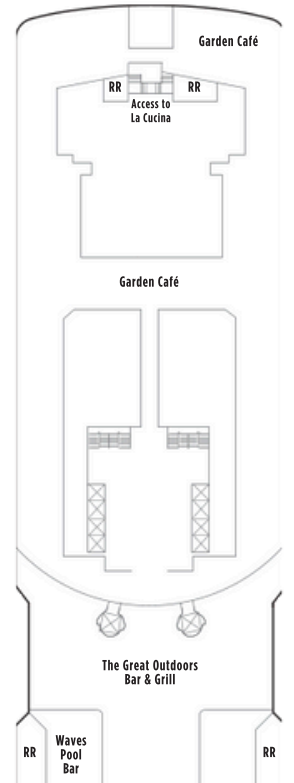 Garden Café
RR
RR
Access to
La Cucina
Garden Café
The Great Outdoors
Bar & Grill
RR
Waves
Pool
Bar
RR